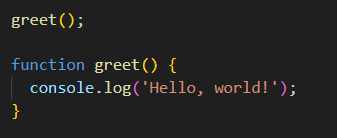 greet();

function greet() {
  console.log('Hello, world!');
}